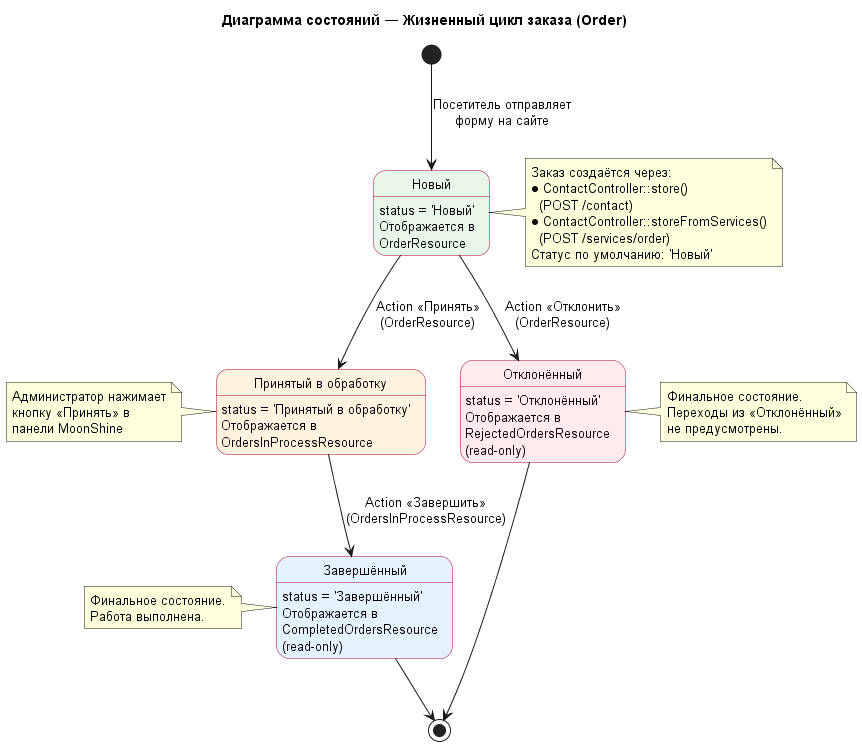 Диаграмма состояний — Жизненный цикл заказа (Order)
Посетитель отправляет
форму на сайте
Новый
status = 'Новый'
Отображается в
OrderResource
Заказ создаётся через:
● ContactController::store()
(POST /contact)
● ContactController::storeFromServices()
(POST /services/order)
Статус по умолчанию: 'Новый'
Action «Принять»
(OrderResource)
Action «Отклонить»
(OrderResource)
Администратор нажимает
кнопку «Принять» в
панели MoonShine
Принятый в обработку
status = 'Принятый в обработку'
Отображается в
OrdersInProcessResource
Отклонённый
status = 'Отклонённый'
Отображается в
RejectedOrdersResource
(read-only)
Финальное состояние.
Переходы из «Отклонённый»
не предусмотрены.
Action «Завершить»
(OrdersInProcessResource)
Финальное состояние.
Работа выполнена.
Завершённый
status = 'Завершённый'
Отображается в
CompletedOrdersResource
(read-only)